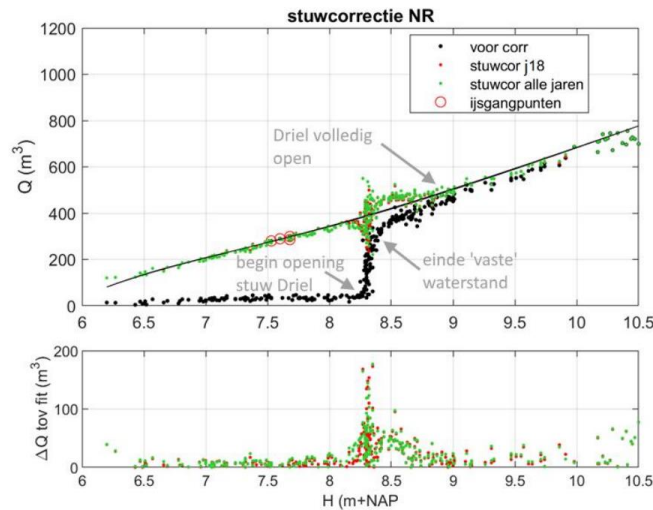 stuwcorrectie NR
1200
1000
800
600
400
200
0
Q (m³)
voor corr
stuwcor j18
stuwcor alle jaren
ijsgangpunten
Driel volledig
open
begin opening
stuw Driel
einde 'vaste'
waterstand
6 6.5 7 7.5 8 8.5 9 9.5 10 10.5
H (m+NAP
200
100
0
ΔQ tov fit (m³)
6 6.5 7 7.5 8 8.5 9 9.5 10 10.5
H (m+NAP